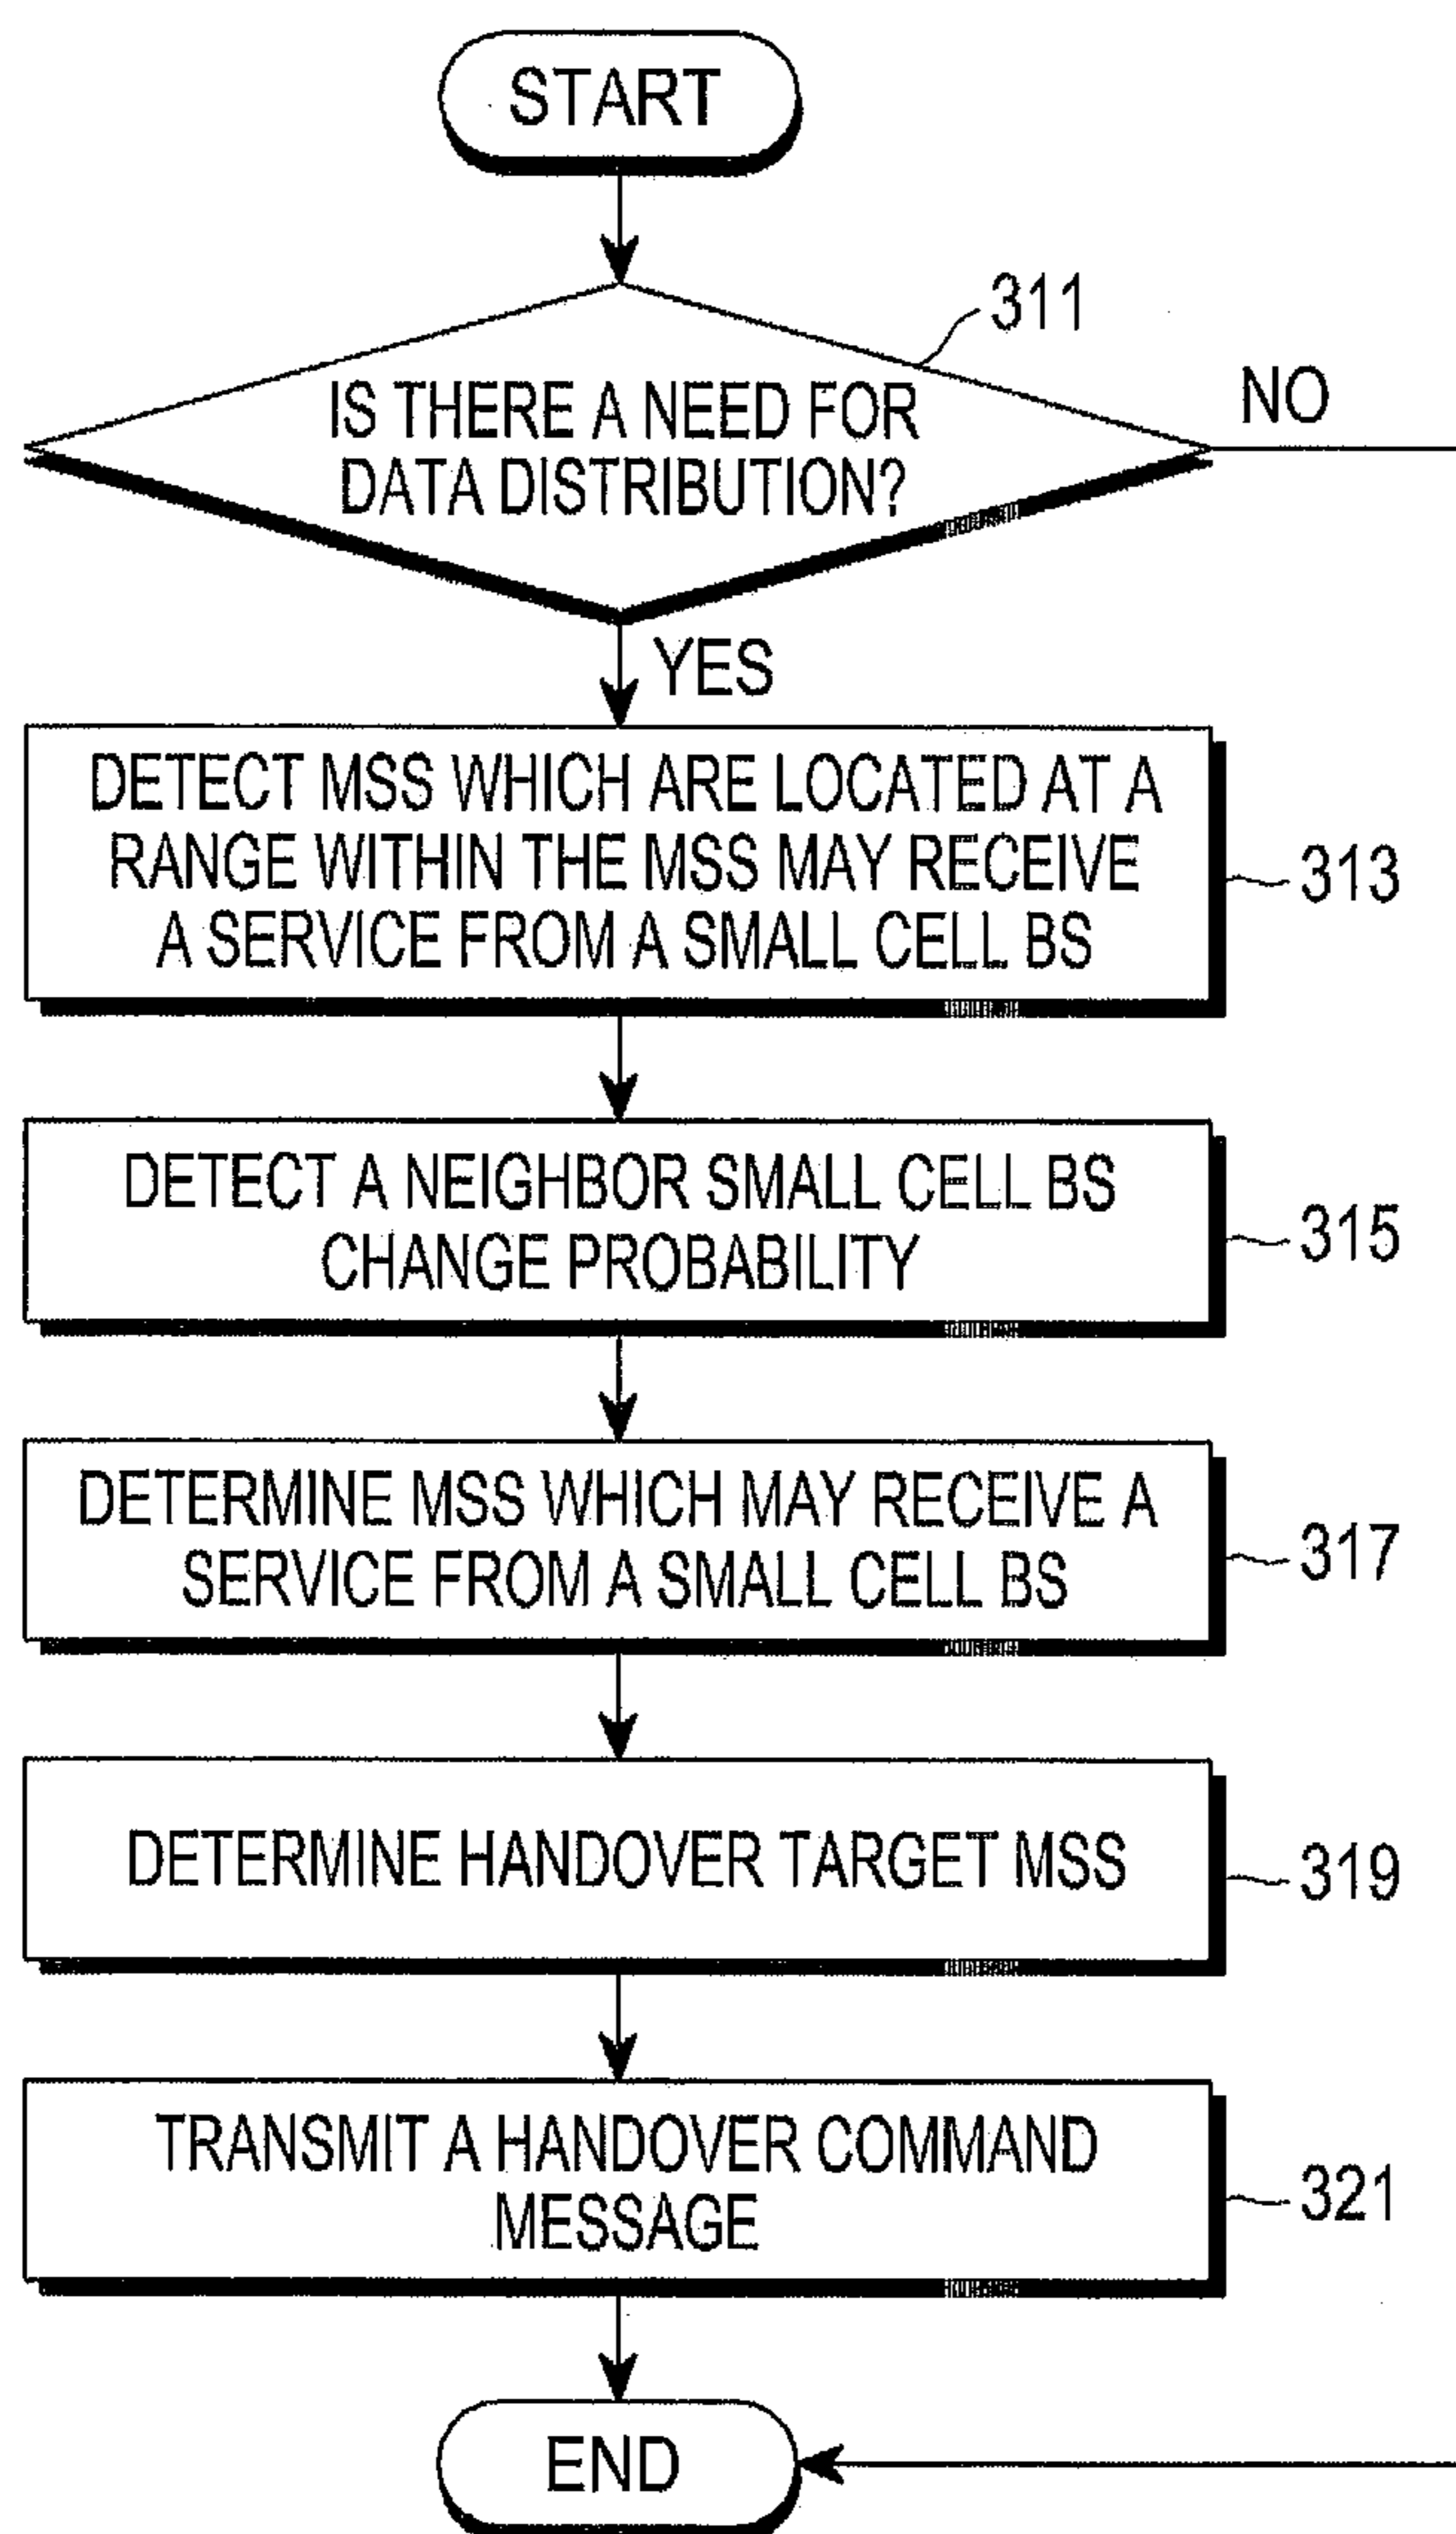 START
311
IS THERE A NEED FOR
DATA DISTRIBUTION?
NO
YES
DETECT MSS WHICH ARE LOCATED AT A
RANGE WITHIN THE MSS MAY RECEIVE
A SERVICE FROM A SMALL CELL BS
313
DETECT A NEIGHBOR SMALL CELL BS
CHANGE PROBABILITY
315
DETERMINE MSS WHICH MAY RECEIVE A
SERVICE FROM A SMALL CELL BS
317
DETERMINE HANDOVER TARGET MSS
319
TRANSMIT A HANDOVER COMMAND
MESSAGE
321
END